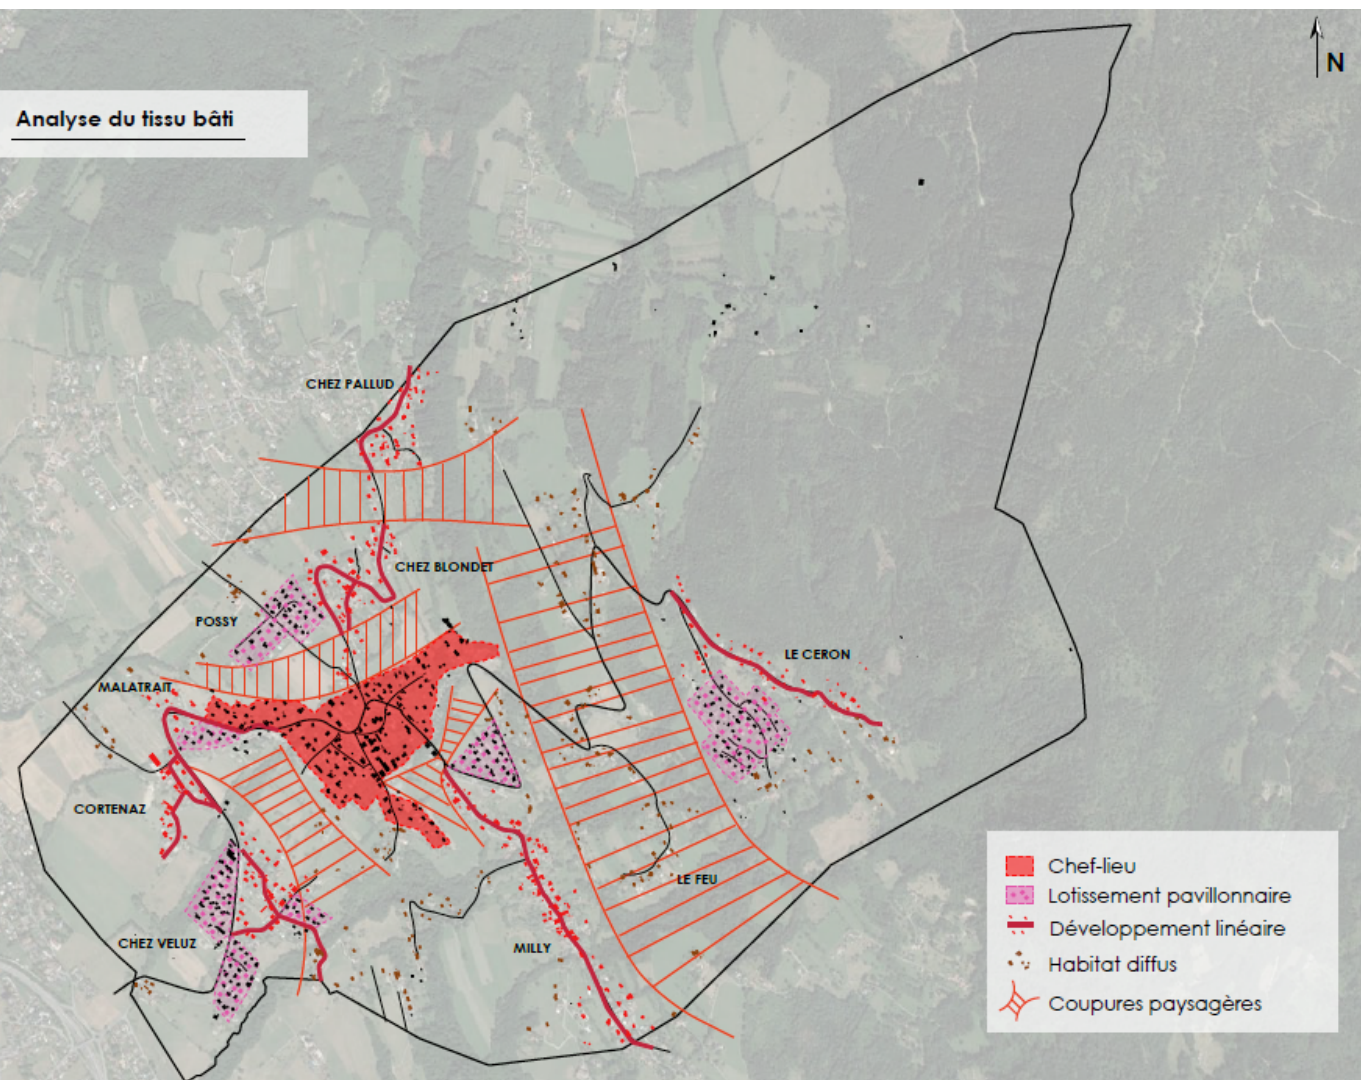 N
Analyse du tissu bâti
CHEZ PALLUD
CHEZ BLONDET
POSSY
LE CERON
MALATRAIT
CORTENAZ
LE FEU
CHEZ VELUZ
MILLY
Chef-lieu
Lotissement pavillonnaire
Développement linéaire
Habitat diffus
Coupures paysagères